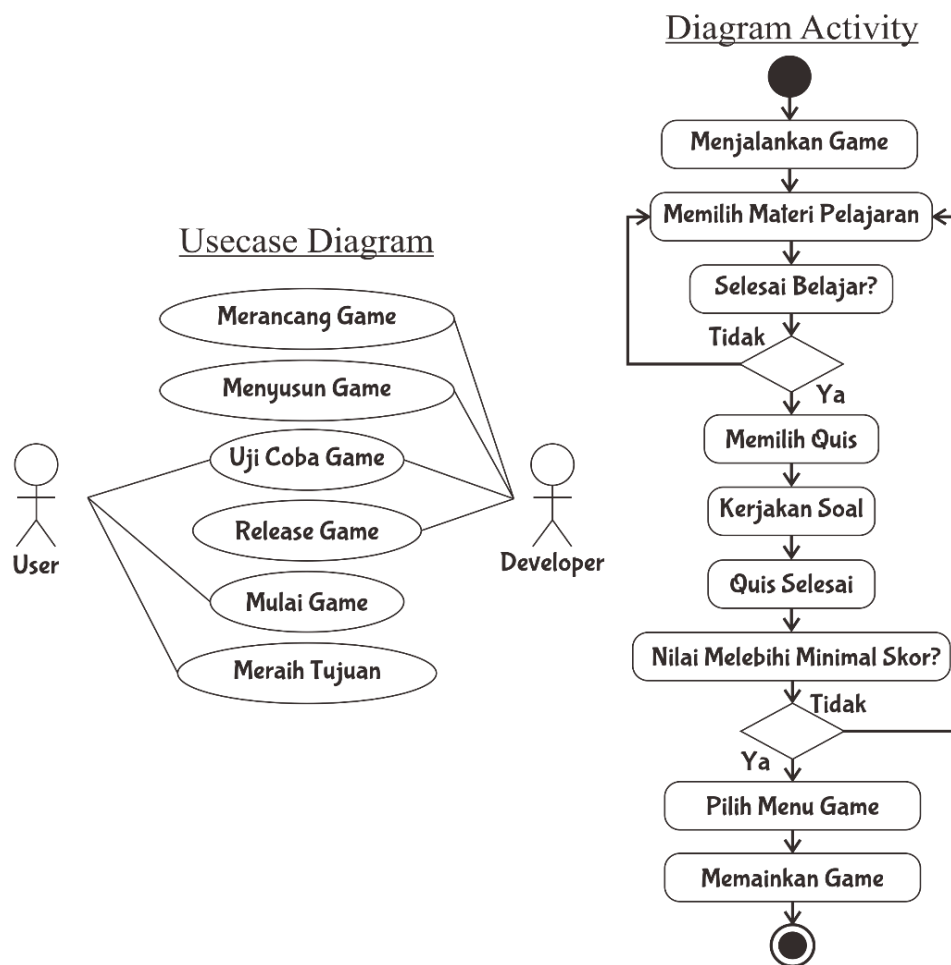 Usecase Diagram
Merancang Game
Menyusun Game
Uji Coba Game
Release Game
Mulai Game
Meraih Tujuan
User
Developer
Diagram Activity
Menjalankan Game
Memilih Materi Pelajaran
Selesai Belajar?
Tidak
Ya
Memilih Quis
Kerjakan Soal
Quis Selesai
Nilai Melebihi Minimal Skor?
Tidak
Ya
Pilih Menu Game
Memainkan Game